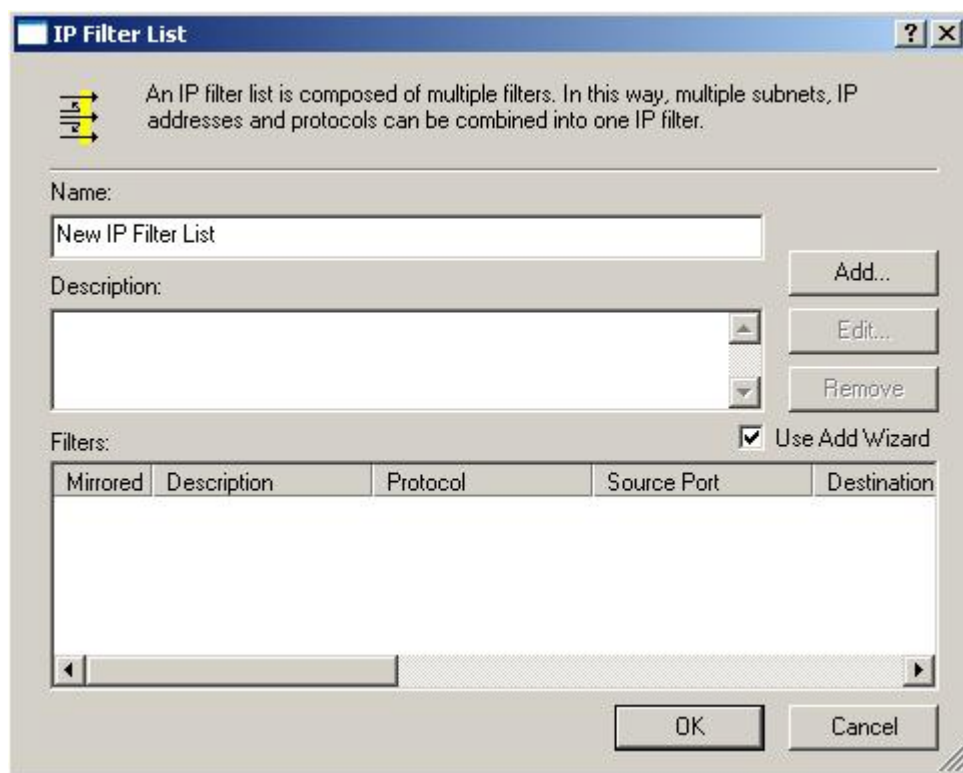 IP Filter List
An IP filter list is composed of multiple filters. In this way, multiple subnets, IP
addresses and protocols can be combined into one IP filter.
Name:
New IP Filter List
Add...
Description:
Edit...
Remove
Filters:
Use Add Wizard
Mirrored Description Protocol Source Port Destination
OK Cancel